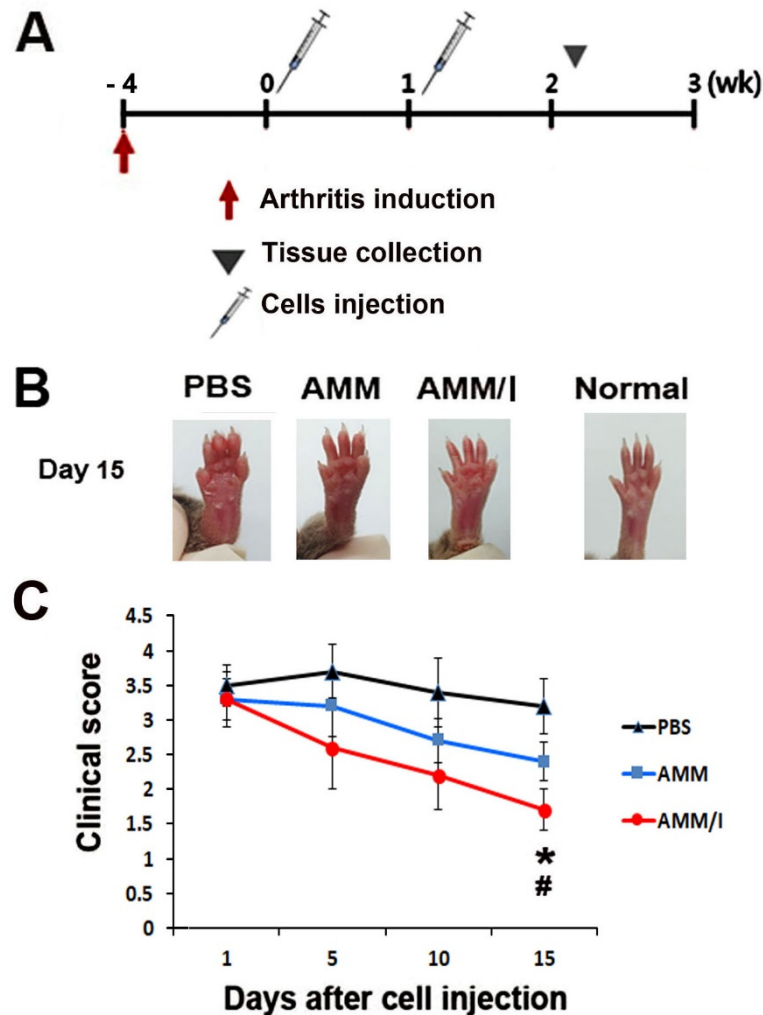 A
- 4 0 1 2 3 (wk)
Arthritis induction
Tissue collection
Cells injection
B
PBS AMM AMM/I Normal
Day 15
C
Clinical score
4.5
4
3.5
3
2.5
2
1.5
1
0.5
0
PBS
AMM
AMM/I
*
#
1 5 10 15
Days after cell injection